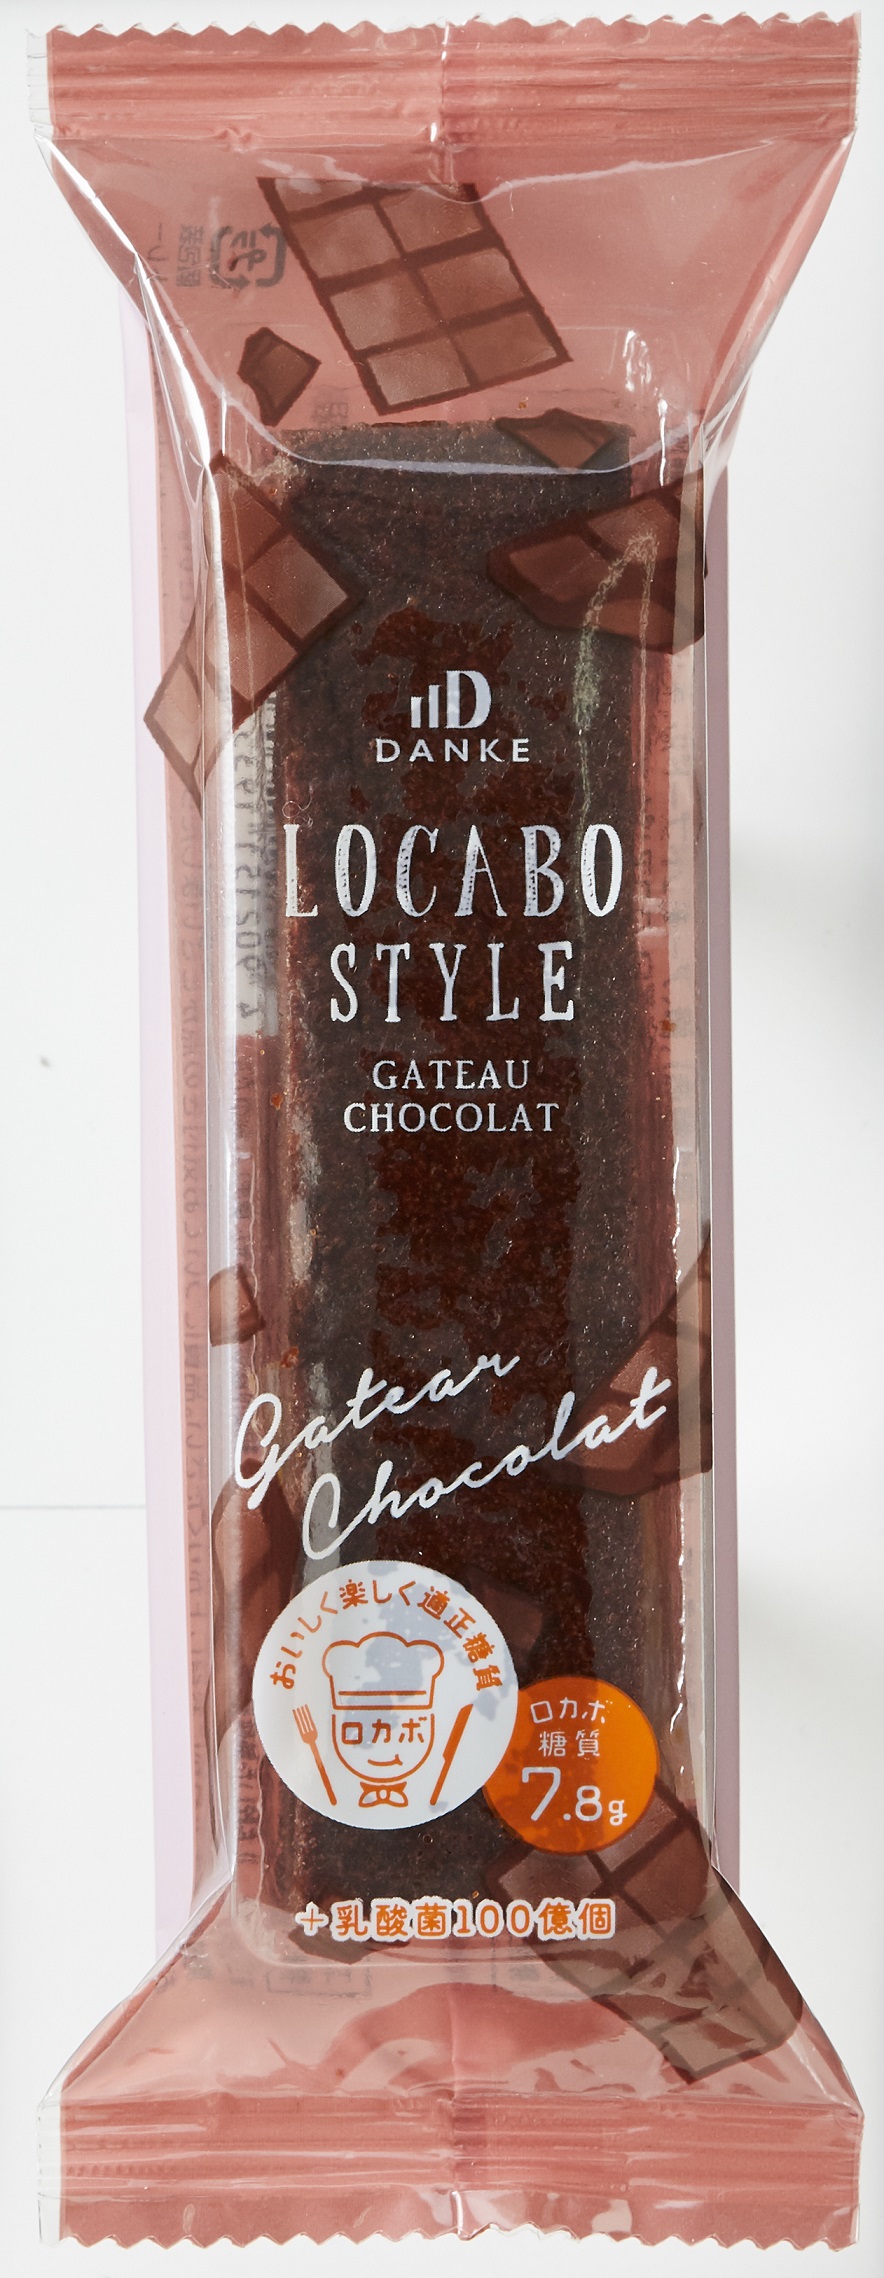 DANKE
LOCABO
STYLE
GATEAU
CHOCOLAT
Gatear
Chocolat
おいしく楽しく適正糖質
ロカボ
ロカボ
糖質
7.8g
+乳酸菌100億個